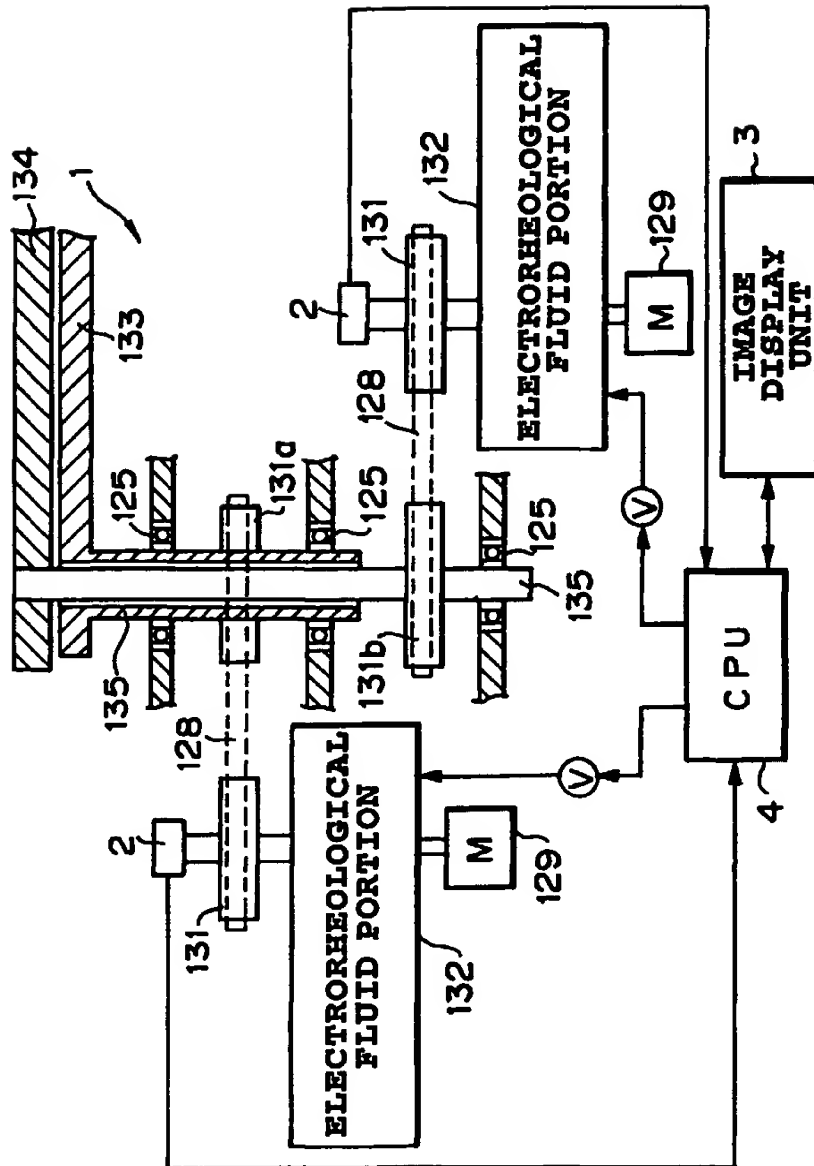 134
1
133
132
125
131a
125
2
131
ELECTRORHEOLOGICAL
FLUID PORTION
128
125
129
M
3
135
131b
135
128
V
IMAGE
DISPLAY
UNIT
2
131
ELECTRORHEOLOGICAL
FLUID PORTION
V
CPU
4
M
129
132